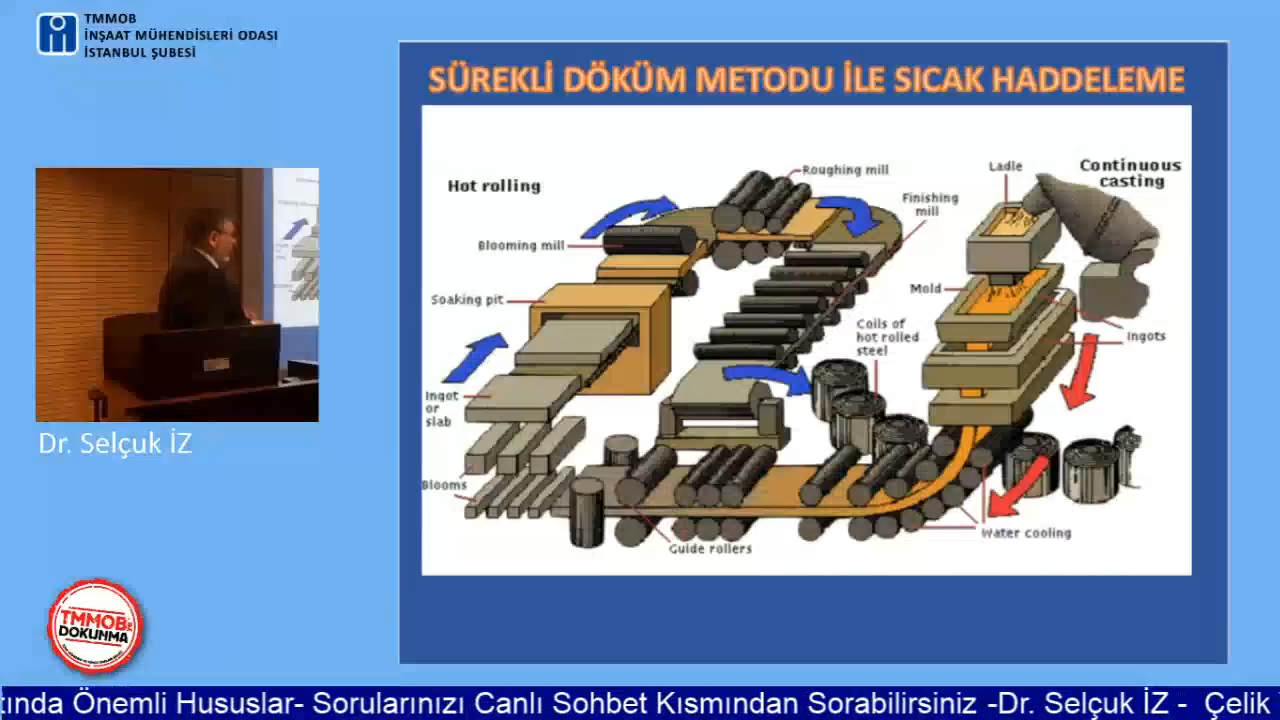 TMMOB
İNŞAAT MÜHENDİSLERİ ODASI
İSTANBUL ŞUBESİ
SÜREKLİ DÖKÜM METODU İLE SICAK HADDELEME
Hot rolling
Roughing mill
Ladle
Continuous
casting
Finishing
mill
Blooming mill
Soaking pit
Mold
Coils of
hot rolled
steel
Ingots
Ingot
or
slab
Blooms
Guide rollers
Water cooling
Dr. Selçuk İZ
TMMOB'YE
DOKUNMA
ında Önemli Hususlar- Sorularınızı Canlı Sohbet Kısmından Sorabilirsiniz -Dr. Selçuk İZ - Çelik